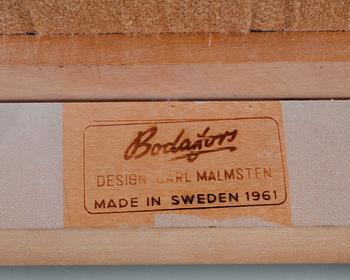 Bodafors
DESIGN CARL MALMSTEN
MADE IN SWEDEN 1961